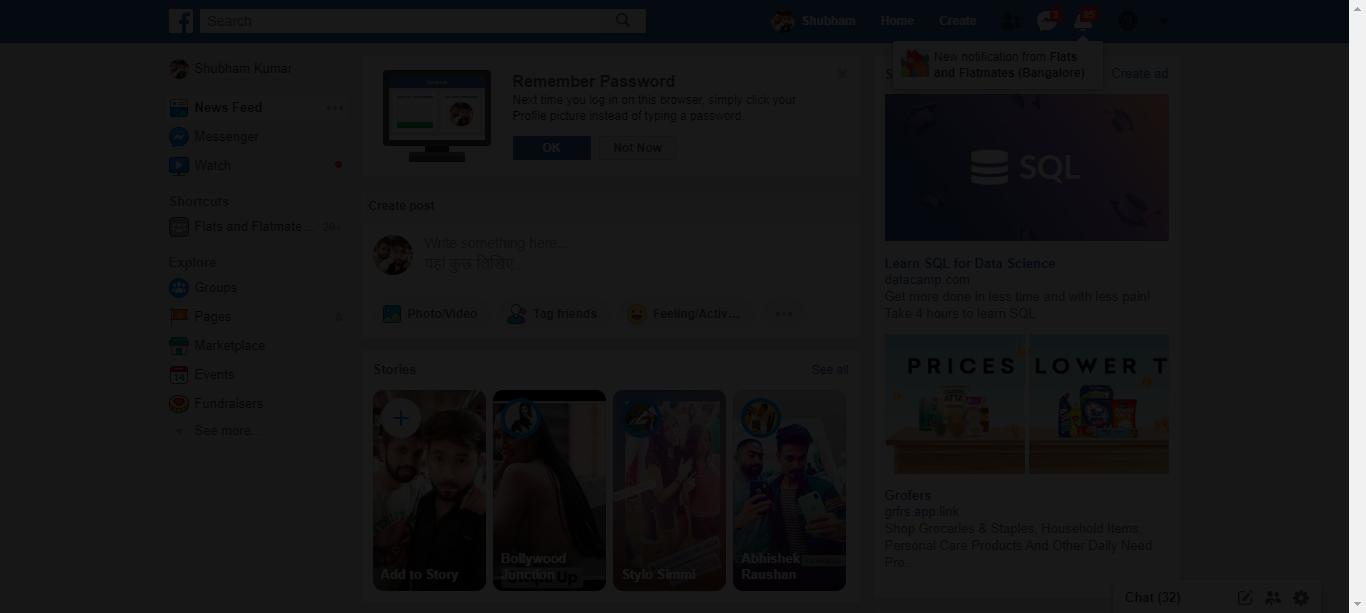 Search
Shubham
Home
Create
3
85
New notification from Flats
and Flatmates (Bangalore)
Shubham Kumar
News Feed
Messenger
Watch
Shortcuts
Flats and Flatmate...
20+
Explore
Groups
Pages
Marketplace
Events
14
Fundraisers
See more...
Remember Password
Next time you log in on this browser, simply click your
Profile picture instead of typing a password.
OK
Not Now
Create post
Write something here...
यहां कुछ लिखिए...
Photo/Video
Tag friends
Feeling/Activ...
Stories
See all
Add to Story
Bollywood
Junction
Up
Stylo Simmi
Abhishek
Raushan
Create ad
SQL
Learn SQL for Data Science
datacamp.com
Get more done in less time and with less pain!
Take 4 hours to learn SQL
PRICES
LOWER T
ATTA
Grofers
grfrs.app.link
Shop Groceries & Staples, Household Items,
Personal Care Products And Other Daily Need
Pro...
Chat (32)